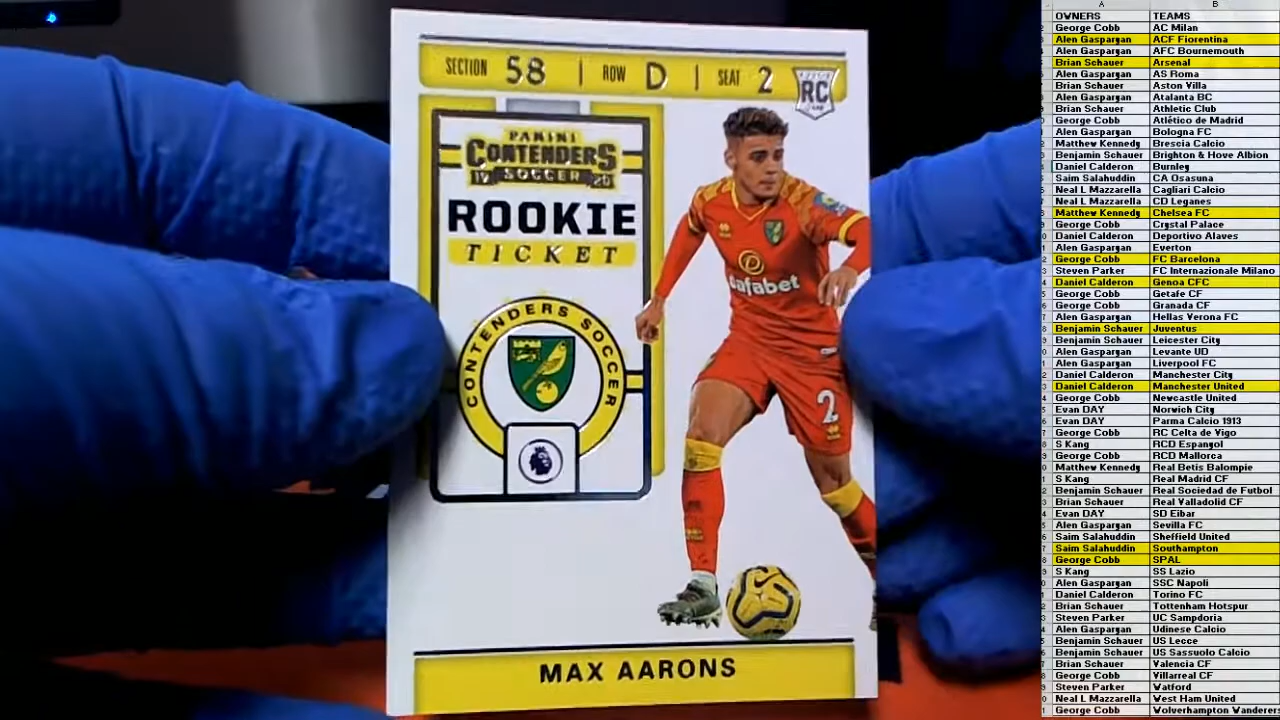 SECTION 58 | ROW D | SEAT 2
RC
PANINI
CONTENDERS
19 SOCCER 20
ROOKIE
TICKET
CONTENDERS SOCCER
dafabet
2
MAX AARONS
A B
OWNERS TEAMS
George Cobb AC Milan
Alen Gaspargan ACF Fiorentina
Alen Gaspargan AFC Bournemouth
Brian Schauer Arsenal
Alen Gaspargan AS Roma
Brian Schauer Aston Villa
Alen Gaspargan Atalanta BC
Brian Schauer Athletic Club
George Cobb Atlético de Madrid
Alen Gaspargan Bologna FC
Matthew Kennedy Brescia Calcio
Benjamin Schauer Brighton & Hove Albion
Daniel Calderon Burnley
Saim Salahuddin CA Osasuna
Neal L Mazzarella Cagliari Calcio
Neal L Mazzarella CD Leganes
Matthew Kennedy Chelsea FC
George Cobb Crystal Palace
Daniel Calderon Deportivo Alaves
Alen Gaspargan Everton
George Cobb FC Barcelona
Steven Parker FC Internazionale Milano
Daniel Calderon Genoa CFC
George Cobb Getafe CF
George Cobb Granada CF
Alen Gaspargan Hellas Verona FC
Benjamin Schauer Juventus
Benjamin Schauer Leicester City
Alen Gaspargan Levante UD
Alen Gaspargan Liverpool FC
Daniel Calderon Manchester City
Daniel Calderon Manchester United
George Cobb Newcastle United
Evan DAY Norwich City
Evan DAY Parma Calcio 1913
George Cobb RC Celta de Vigo
S Kang RCD Espanyol
George Cobb RCD Mallorca
Matthew Kennedy Real Betis Balompie
S Kang Real Madrid CF
Benjamin Schauer Real Sociedad de Futbol
Brian Schauer Real Valladolid CF
Evan DAY SD Eibar
Alen Gaspargan Sevilla FC
Saim Salahuddin Sheffield United
Saim Salahuddin Southampton
George Cobb SPAL
S Kang SS Lazio
Alen Gaspargan SSC Napoli
Daniel Calderon Torino FC
Brian Schauer Tottenham Hotspur
Steven Parker UC Sampdoria
Alen Gaspargan Udinese Calcio
Benjamin Schauer US Lecce
Benjamin Schauer US Sassuolo Calcio
Brian Schauer Valencia CF
George Cobb Villarreal CF
Steven Parker Watford
Neal L Mazzarella West Ham United
George Cobb Wolverhampton Wanderers